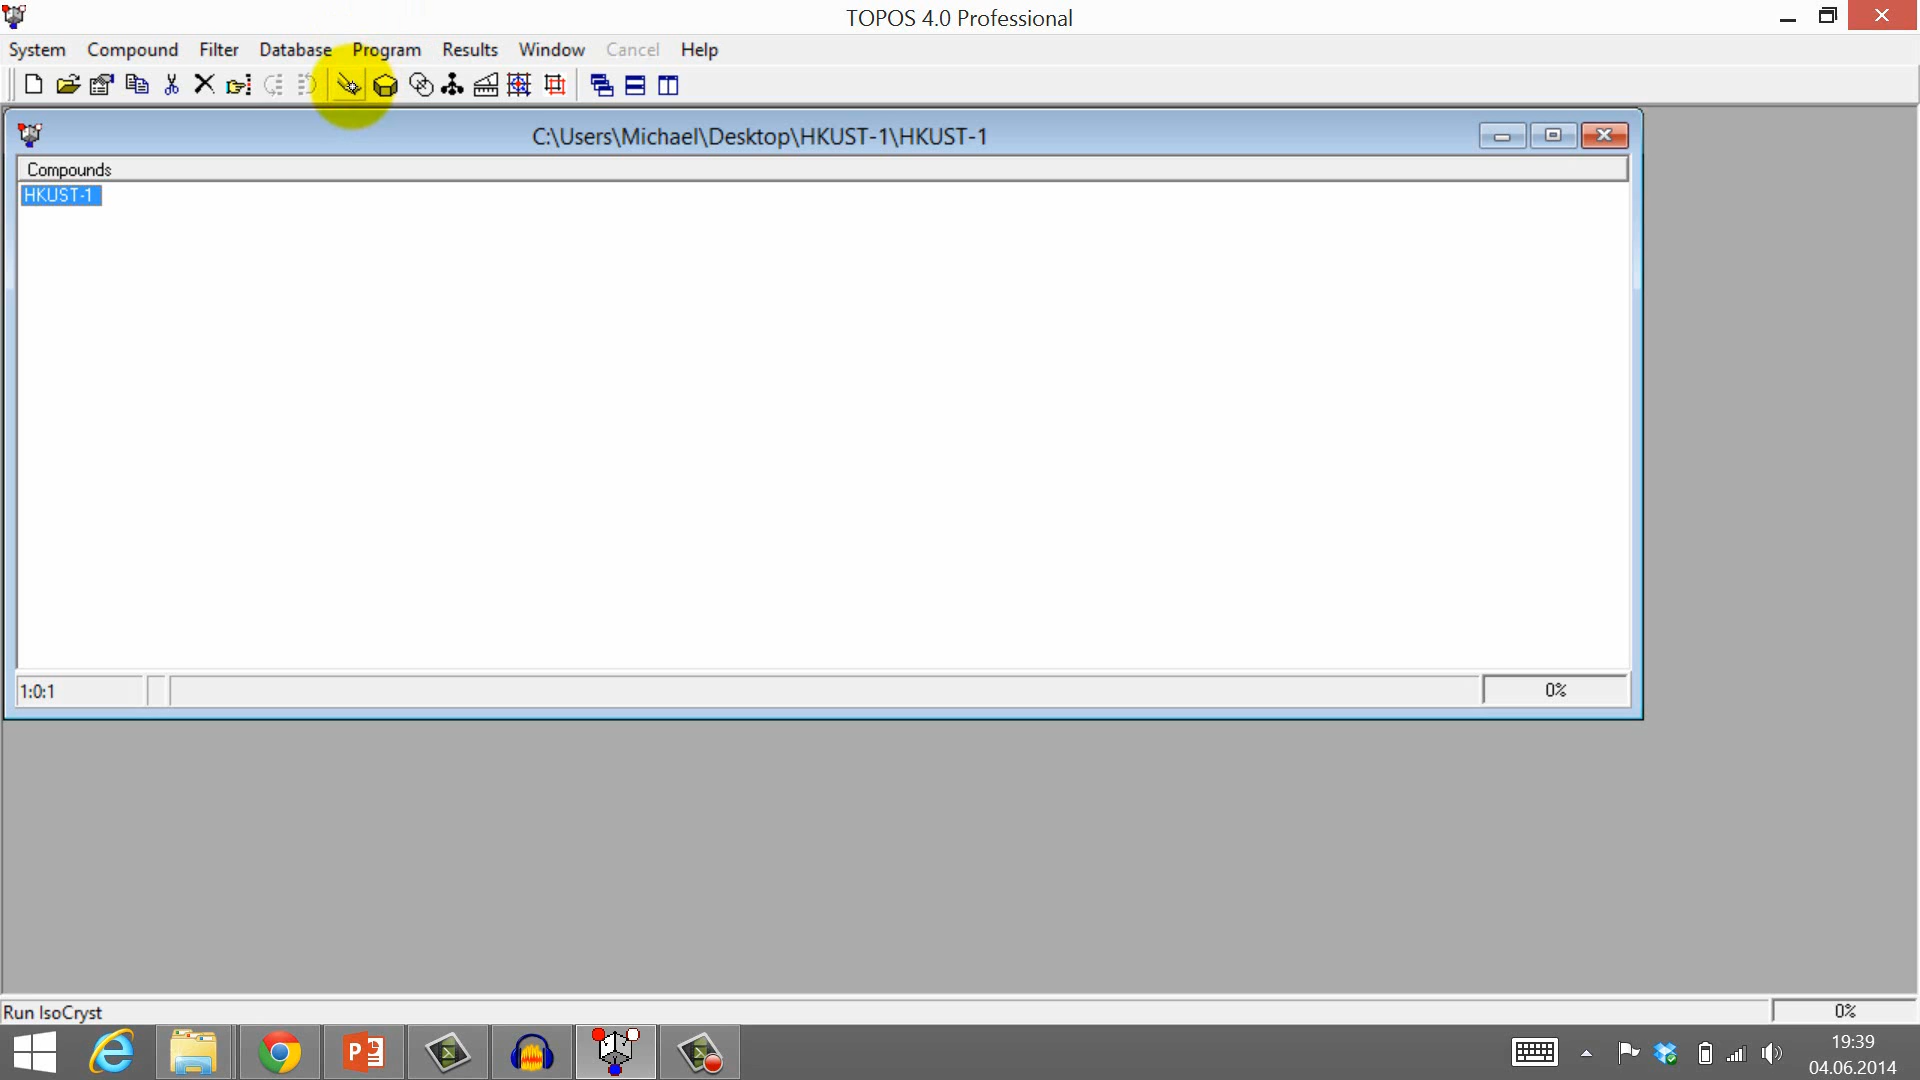 TOPOS 4.0 Professional
System Compound Filter Database Program Results Window Cancel Help
C:\Users\Michael\Desktop\HKUST-1\HKUST-1
Compounds
HKUST-1
1:0:1
0%
Run IsoCryst
0%
19:39
04.06.2014